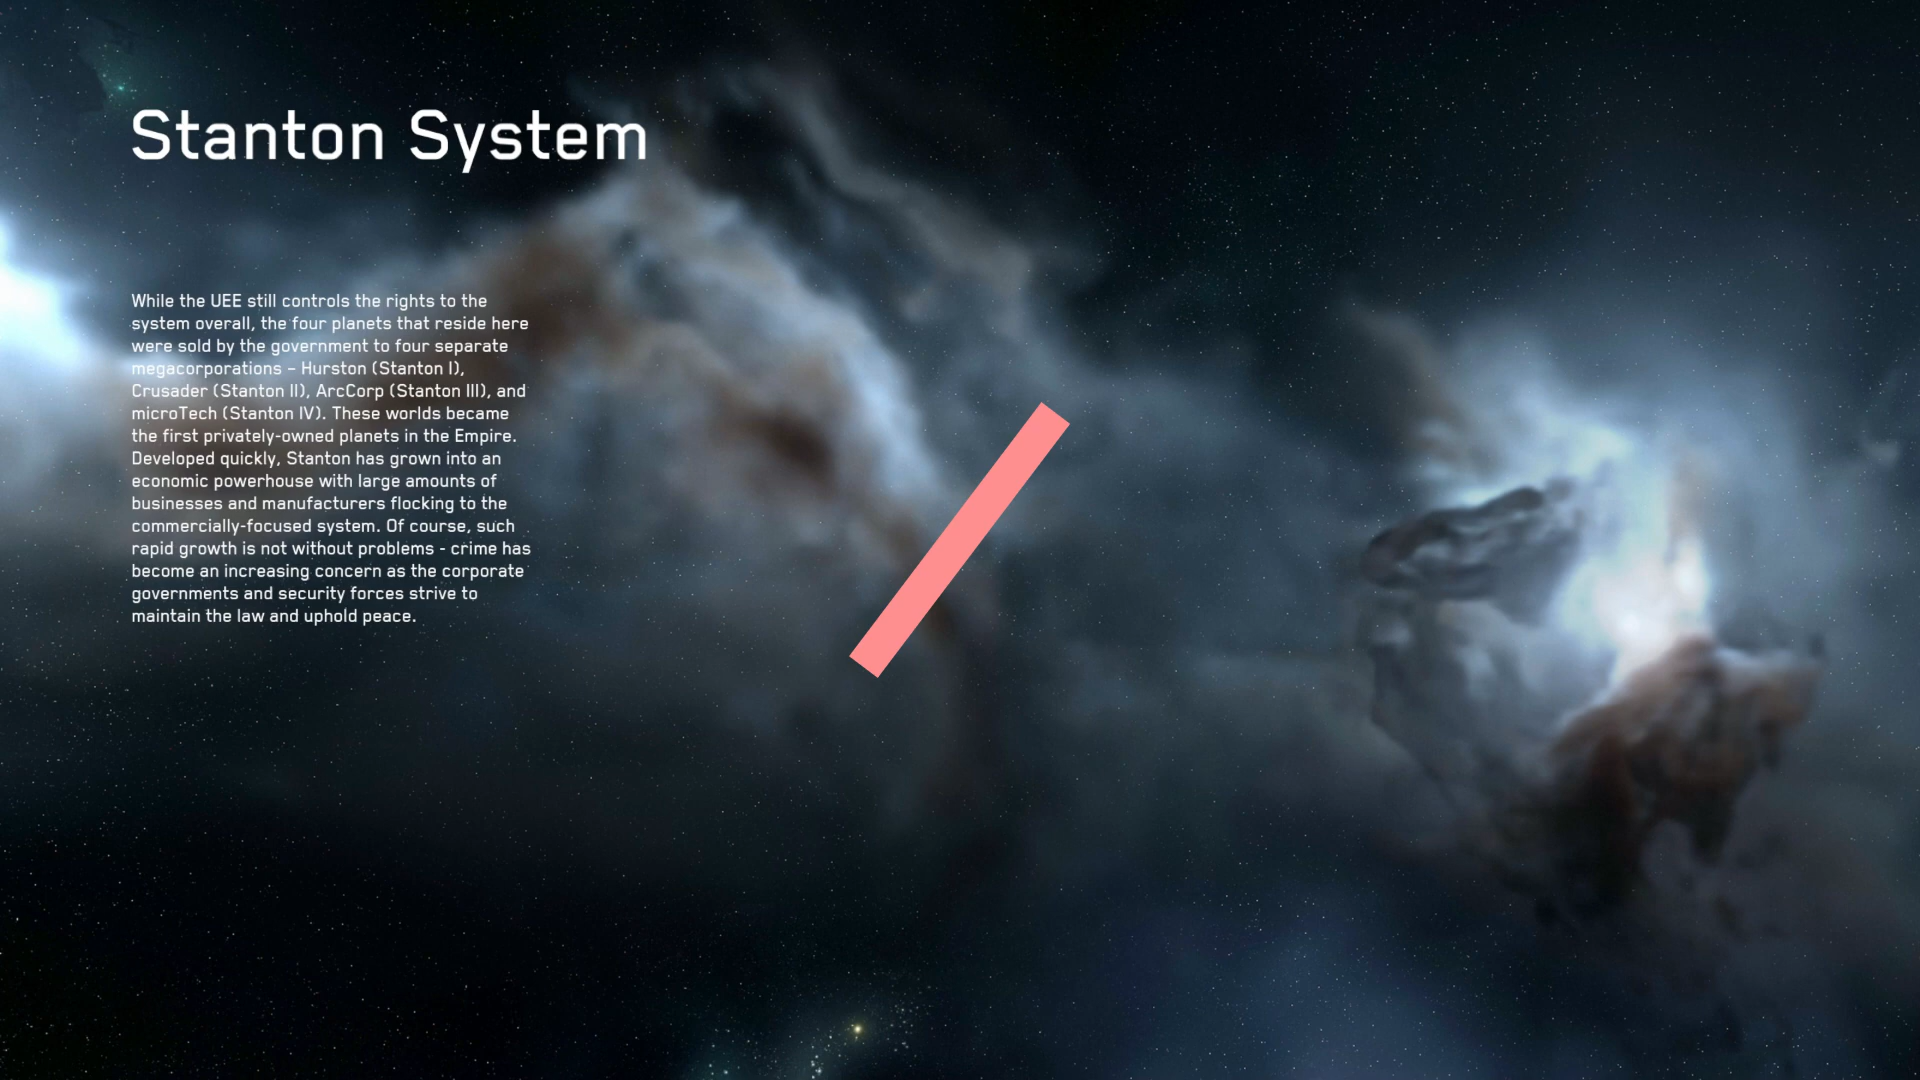 Stanton System
While the UEE still controls the rights to the
system overall, the four planets that reside here
were sold by the government to four separate
megacorporations – Hurston (Stanton I),
Crusader (Stanton II), ArcCorp (Stanton III), and
microTech (Stanton IV). These worlds became
the first privately-owned planets in the Empire.
Developed quickly, Stanton has grown into an
economic powerhouse with large amounts of
businesses and manufacturers flocking to the
commercially-focused system. Of course, such
rapid growth is not without problems - crime has
become an increasing concern as the corporate
governments and security forces strive to
maintain the law and uphold peace.